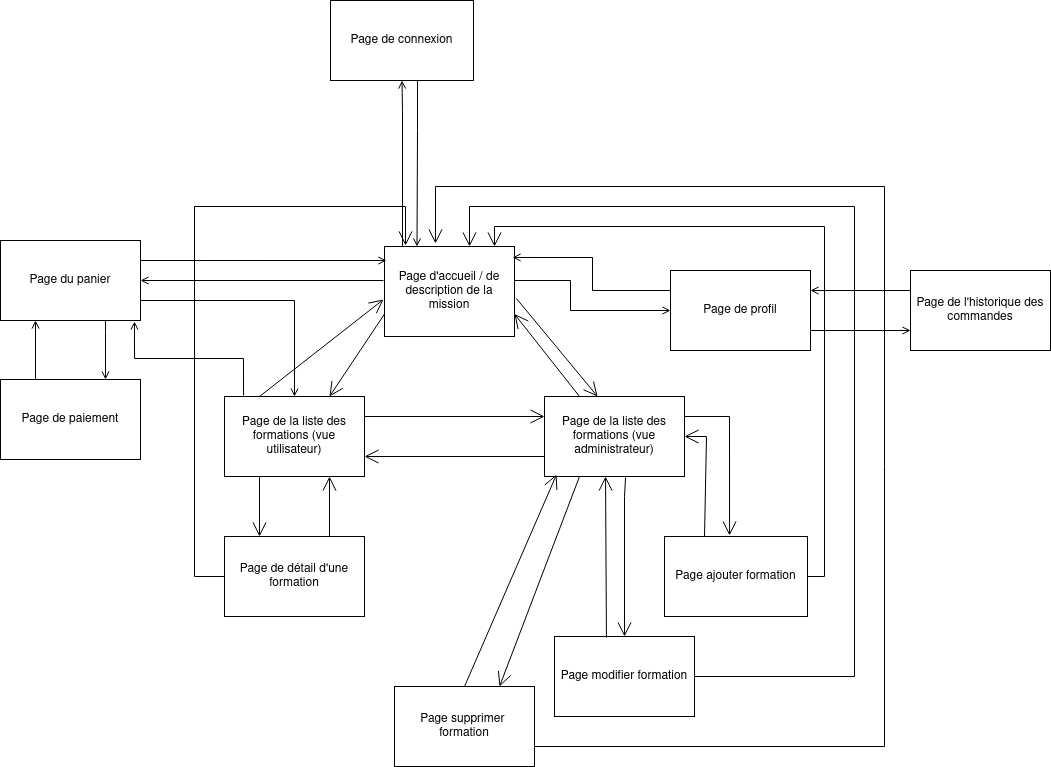 Page de connexion
Page du panier
Page d'accueil / de
description de la
mission
Page de profil
Page de l'historique des
commandes
Page de paiement
Page de la liste des
formations (vue
utilisateur)
Page de la liste des
formations (vue
administrateur)
Page de détail d'une
formation
Page ajouter formation
Page modifier formation
Page supprimer
formation